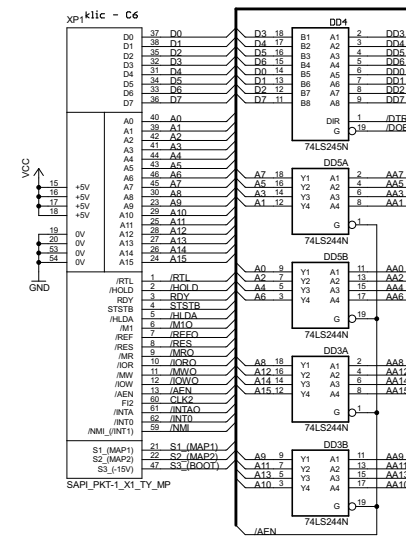 XP1 klic - C6
D0 37 D0
D1 38 D1
D2 35 D2
D3 32 D3
D4 31 D4
D5 34 D5
D6 33 D6
D7 36 D7
A0 40 A0
A1 39 A1
A2 42 A2
A3 41 A3
A4 44 A4
A5 43 A5
A6 46 A6
A7 45 A7
A8 30 A8
A9 23 A9
A10 29 A10
A11 25 A11
A12 28 A12
A13 27 A13
A14 26 A14
A15 24 A15
VCC
15 +5V
16 +5V
17 +5V
18 +5V
19 0V
20 0V
53 0V
54 0V
GND
/RTL 1 /RTL
/HOLD 2 /HOLD
RDY 3 RDY
STSTB 4 STSTB
/HLDA 5 /HLDA
/M1 6 /M1O
/REF 7 /REFO
/RES 8 /RES
/MR 9 /MRO
/IOR 10 /IORO
/MW 11 /MWO
/IOW 12 /IOWO
/AEN 13 /AEN
FI2 60 CLK2
/INTA 61 /INTAO
/INT0 62 /INT0
/NMI_(/INT1) 59 /NMI
S1_(MAP1) 21 S1_(MAP1)
S2_(MAP2) 22 S2_(MAP2)
S3_(-15V) 47 S3_(BOOT)
SAPI_PKT-1_X1_TY_MP
DD4
D3 18 B1 A1 2 DD3
D4 17 B2 A2 3 DD4
D5 16 B3 A3 4 DD5
D6 15 B4 A4 5 DD6
D0 14 B5 A5 6 DD0
D1 13 B6 A6 7 DD1
D2 12 B7 A7 8 DD2
D7 11 B8 A8 9 DD7
DIR 1 /DTR
G 19 /DOE
74LS245N
DD5A
A7 18 Y1 A1 2 AA7
A5 16 Y2 A2 4 AA5
A3 14 Y3 A3 6 AA3
A1 12 Y4 A4 8 AA1
G 1
74LS244N
DD5B
A0 9 Y1 A1 11 AA0
A2 7 Y2 A2 13 AA2
A4 5 Y3 A3 15 AA4
A6 3 Y4 A4 17 AA6
G 19
74LS244N
DD3A
A8 18 Y1 A1 2 AA8
A12 16 Y2 A2 4 AA12
A14 14 Y3 A3 6 AA14
A15 12 Y4 A4 8 AA15
G 1
74LS244N
DD3B
A9 9 Y1 A1 11 AA9
A11 7 Y2 A2 13 AA11
A13 5 Y3 A3 15 AA13
A10 3 Y4 A4 17 AA10
G 19
74LS244N
/AEN